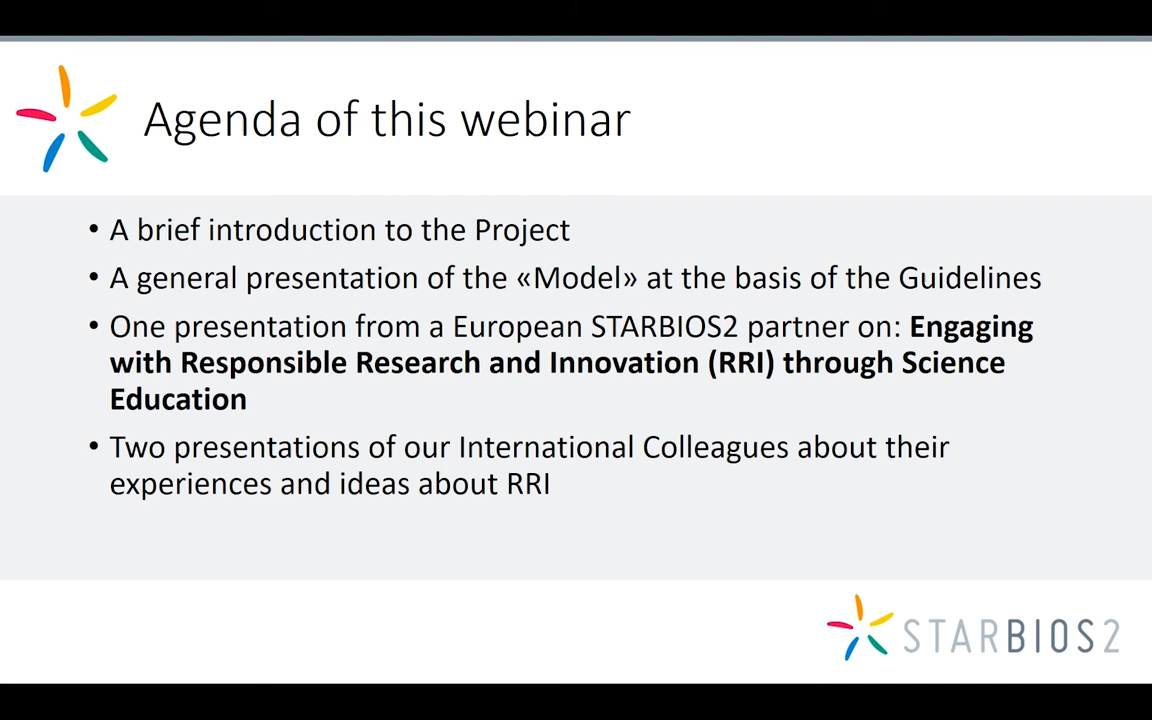 Agenda of this webinar
• A brief introduction to the Project
• A general presentation of the «Model» at the basis of the Guidelines
• One presentation from a European STARBIOS2 partner on: Engaging
with Responsible Research and Innovation (RRI) through Science
Education
• Two presentations of our International Colleagues about their
experiences and ideas about RRI
STARBIOS2